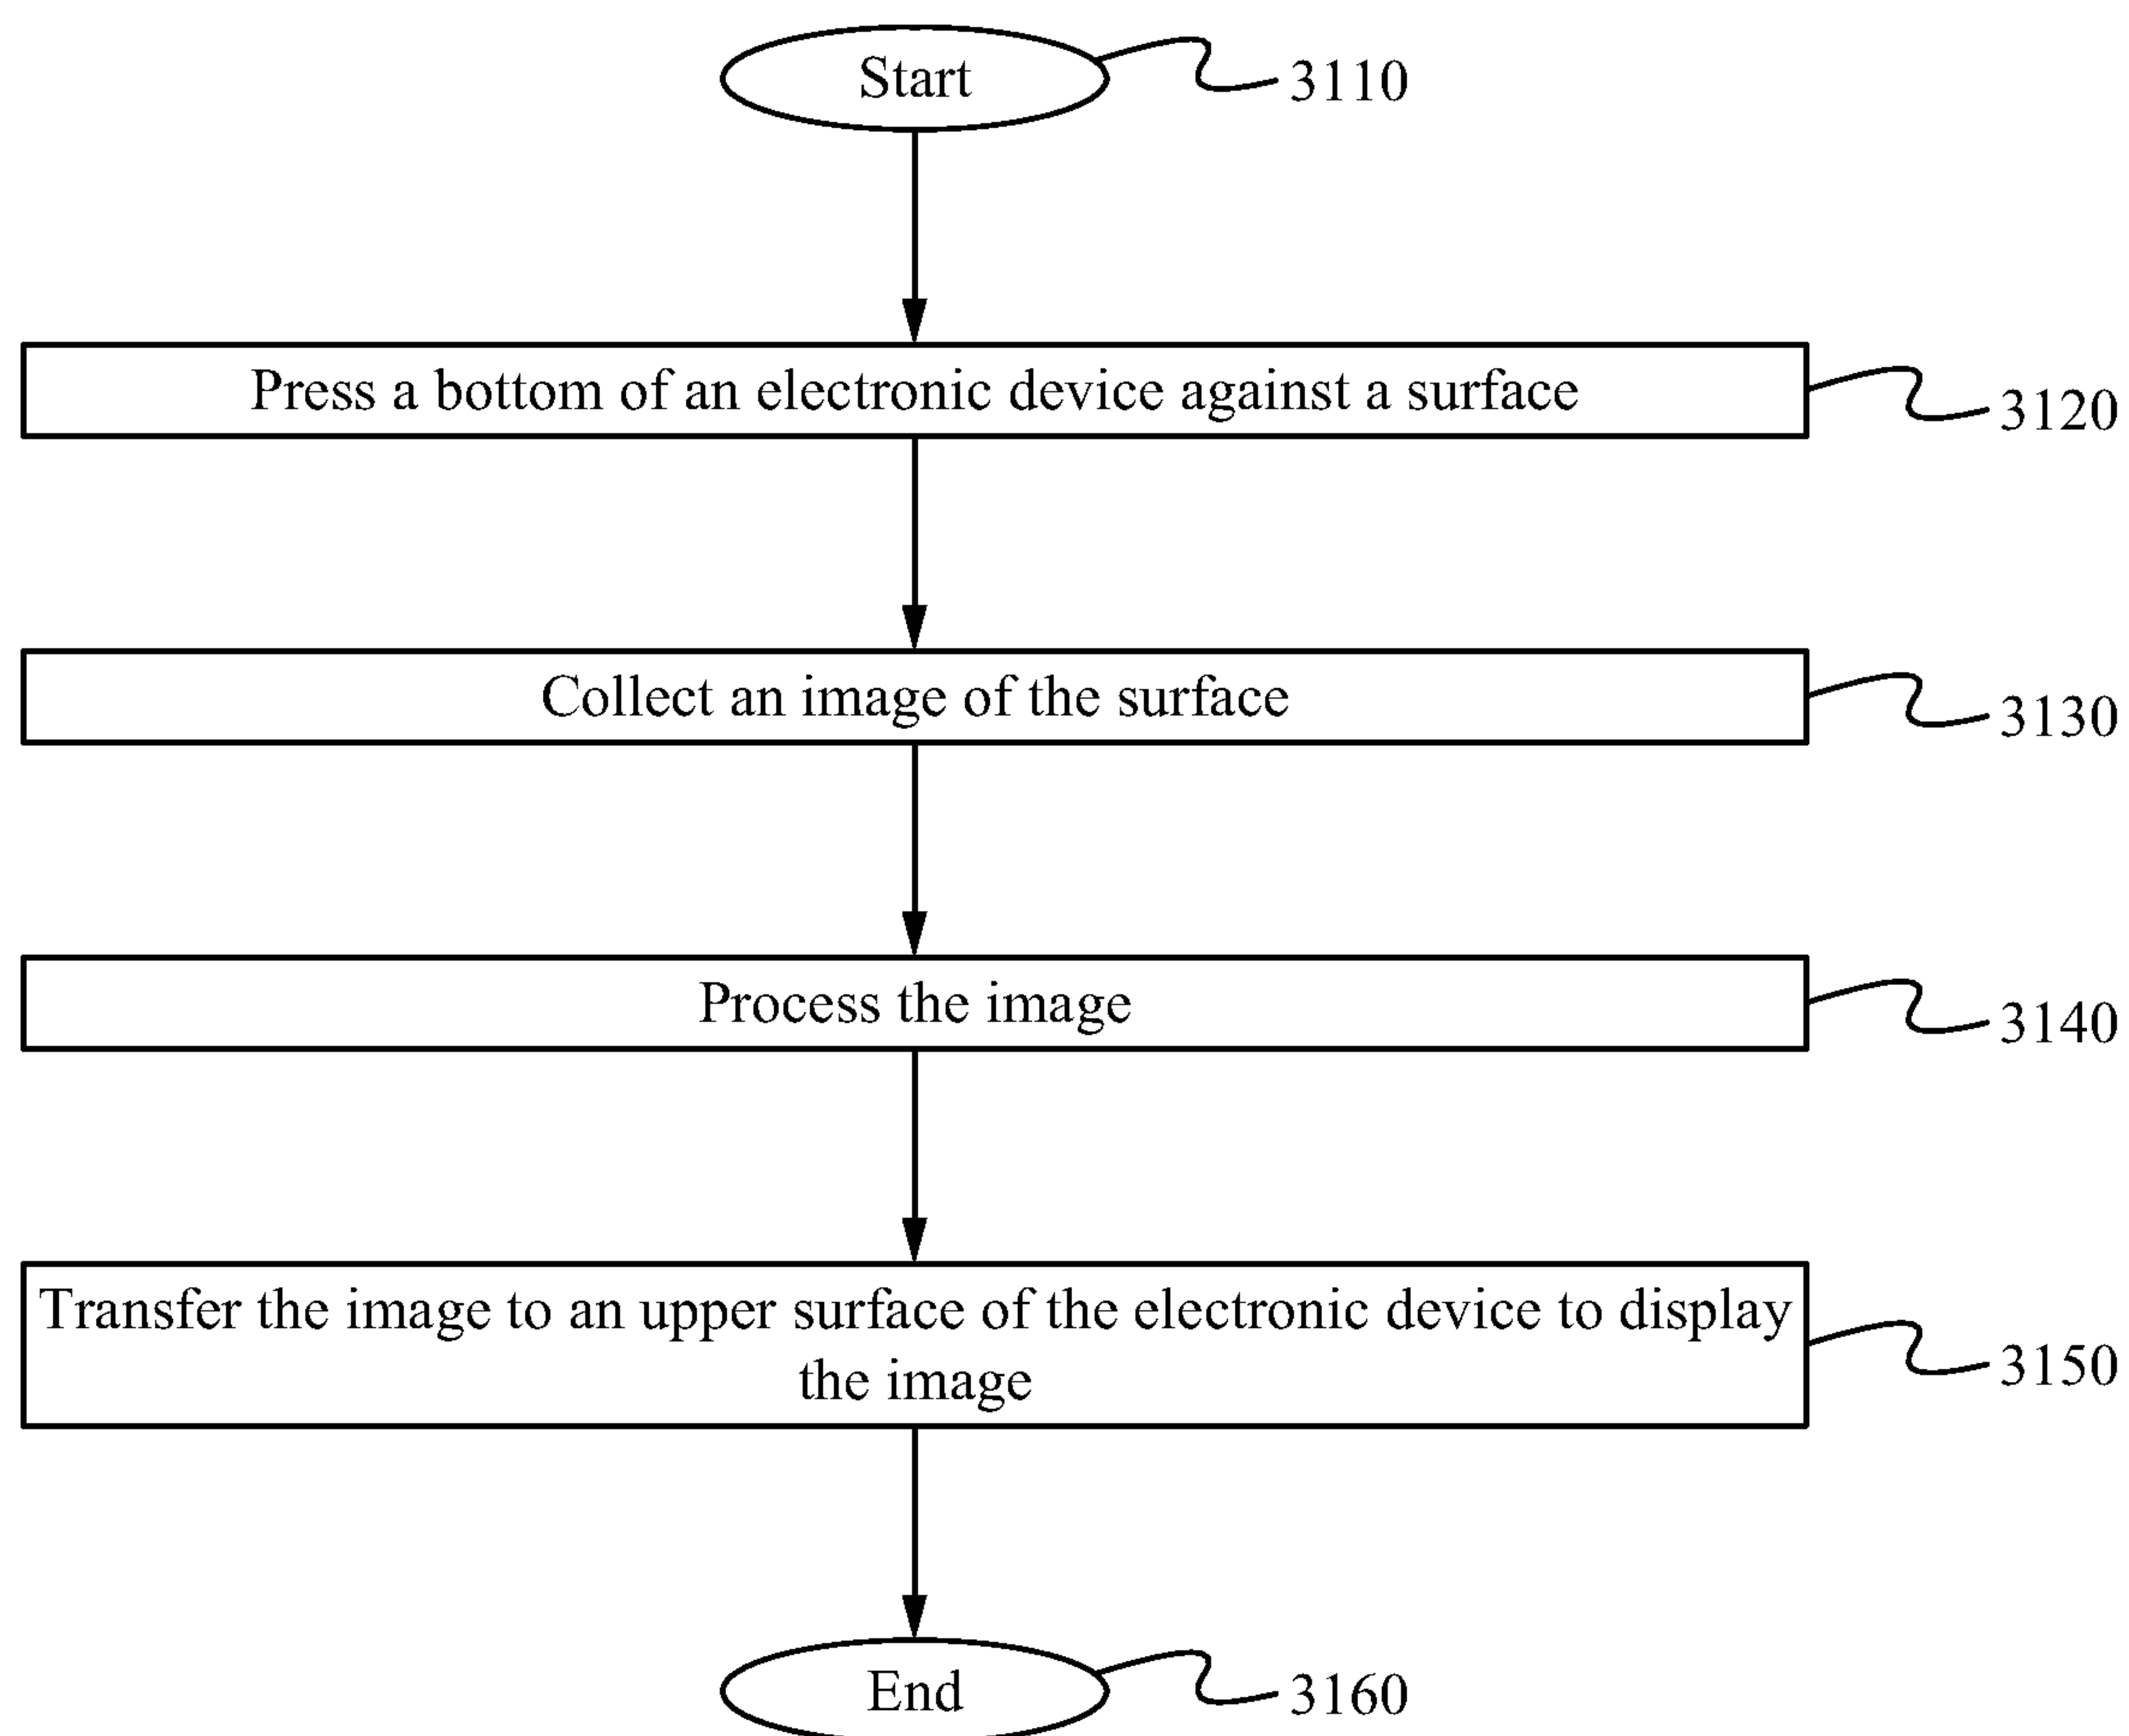 Start
3110
Press a bottom of an electronic device against a surface
3120
Collect an image of the surface
3130
Process the image
3140
Transfer the image to an upper surface of the electronic device to display
the image
3150
End
3160